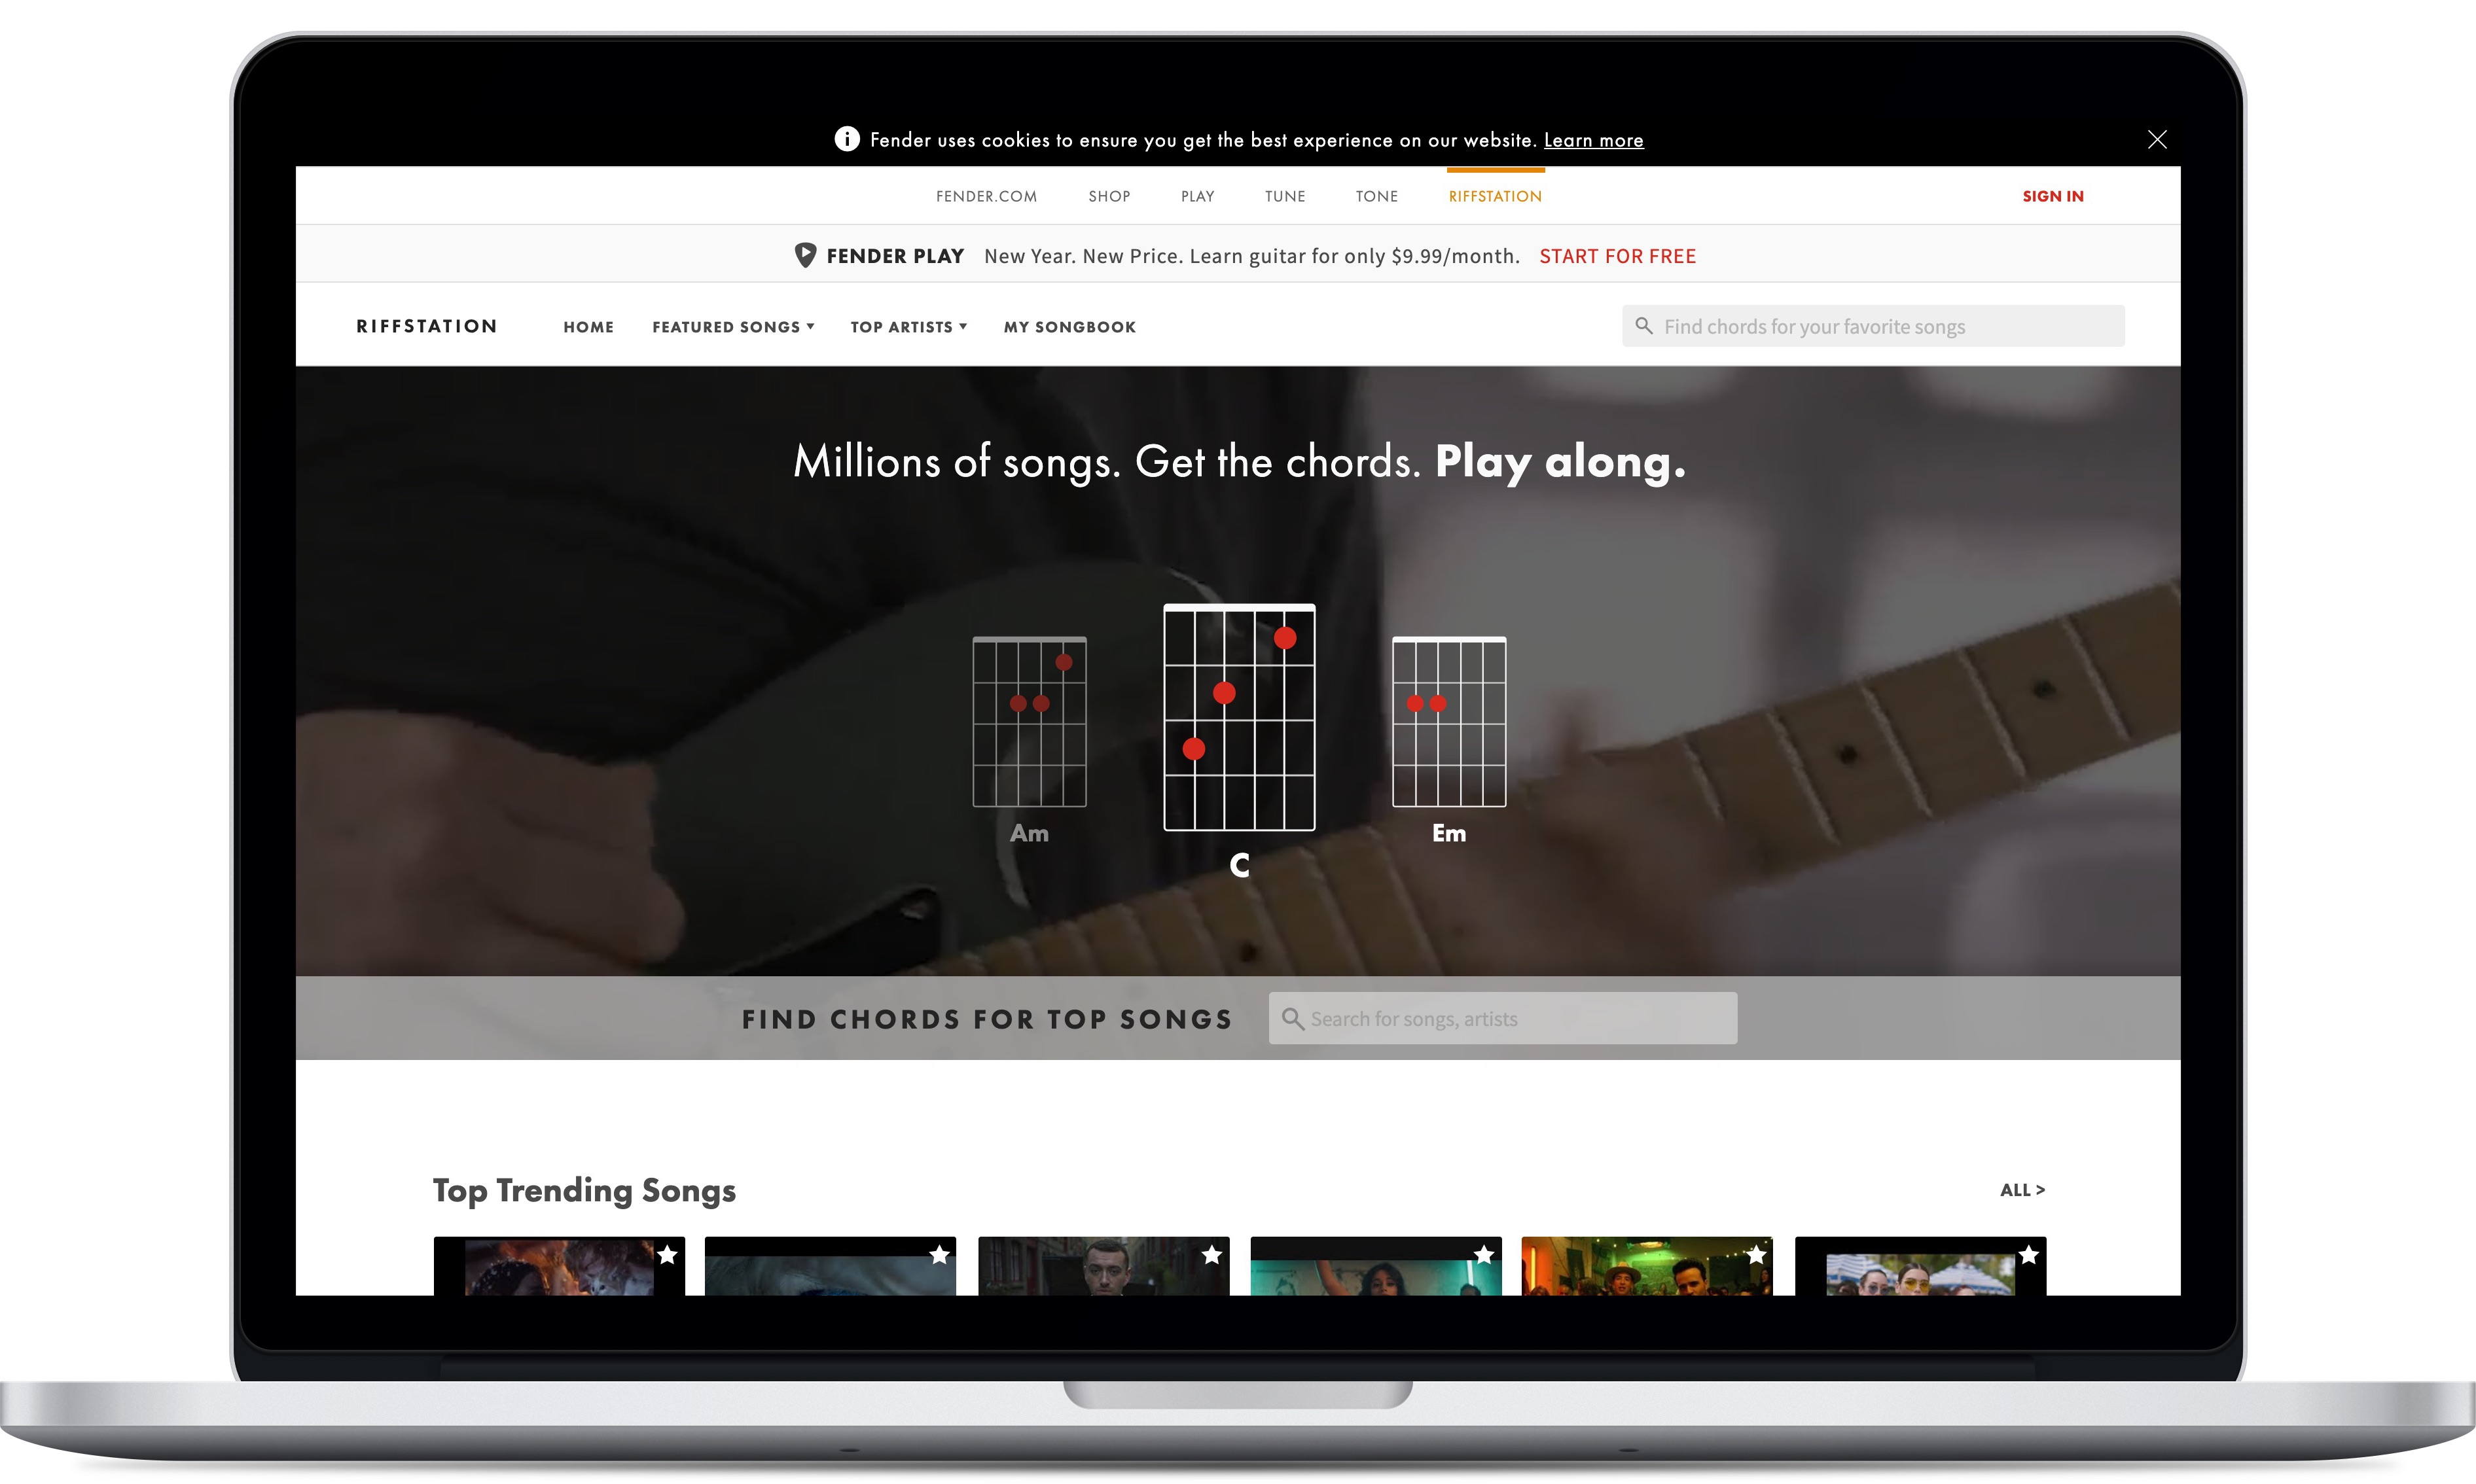 Fender uses cookies to ensure you get the best experience on our website. Learn more
FENDER.COM SHOP PLAY TUNE TONE RIFFSTATION SIGN IN
FENDER PLAY New Year. New Price. Learn guitar for only $9.99/month. START FOR FREE
RIFFSTATION HOME FEATURED SONGS TOP ARTISTS MY SONGBOOK Find chords for your favorite songs
Millions of songs. Get the chords. Play along.
Am C Em
FIND CHORDS FOR TOP SONGS Search for songs, artists
Top Trending Songs ALL >